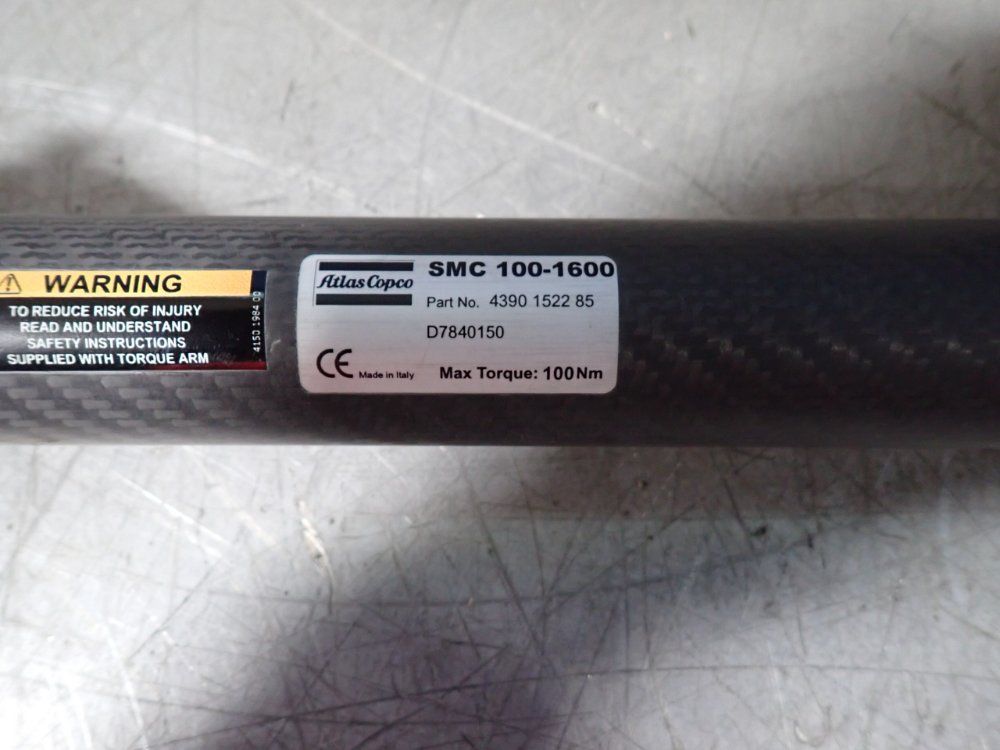 WARNING
TO REDUCE RISK OF INJURY
READ AND UNDERSTAND
SAFETY INSTRUCTIONS
SUPPLIED WITH TORQUE ARM
4150 1984 00
Atlas Copco
SMC 100-1600
Part No. 4390 1522 85
D7840150
CE Made in Italy
Max Torque: 100Nm